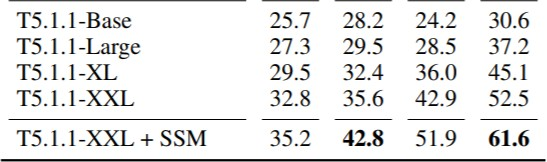 T5.1.1-Base 25.7 28.2 24.2 30.6
T5.1.1-Large 27.3 29.5 28.5 37.2
T5.1.1-XL 29.5 32.4 36.0 45.1
T5.1.1-XXL 32.8 35.6 42.9 52.5
T5.1.1-XXL + SSM 35.2 42.8 51.9 61.6